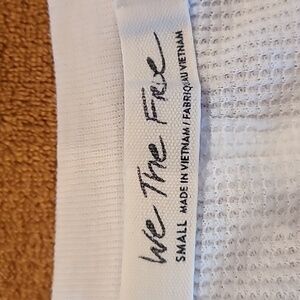 We The Free
SMALL MADE IN VIETNAM / FABRIQUÉ AU VIETNAM